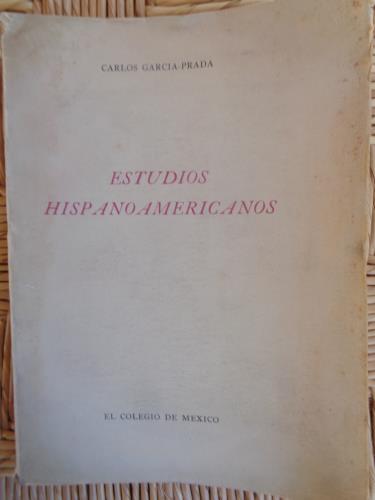 CARLOS GARCIA-PRADA
ESTUDIOS
HISPANOAMERICANOS
EL COLEGIO DE MEXICO